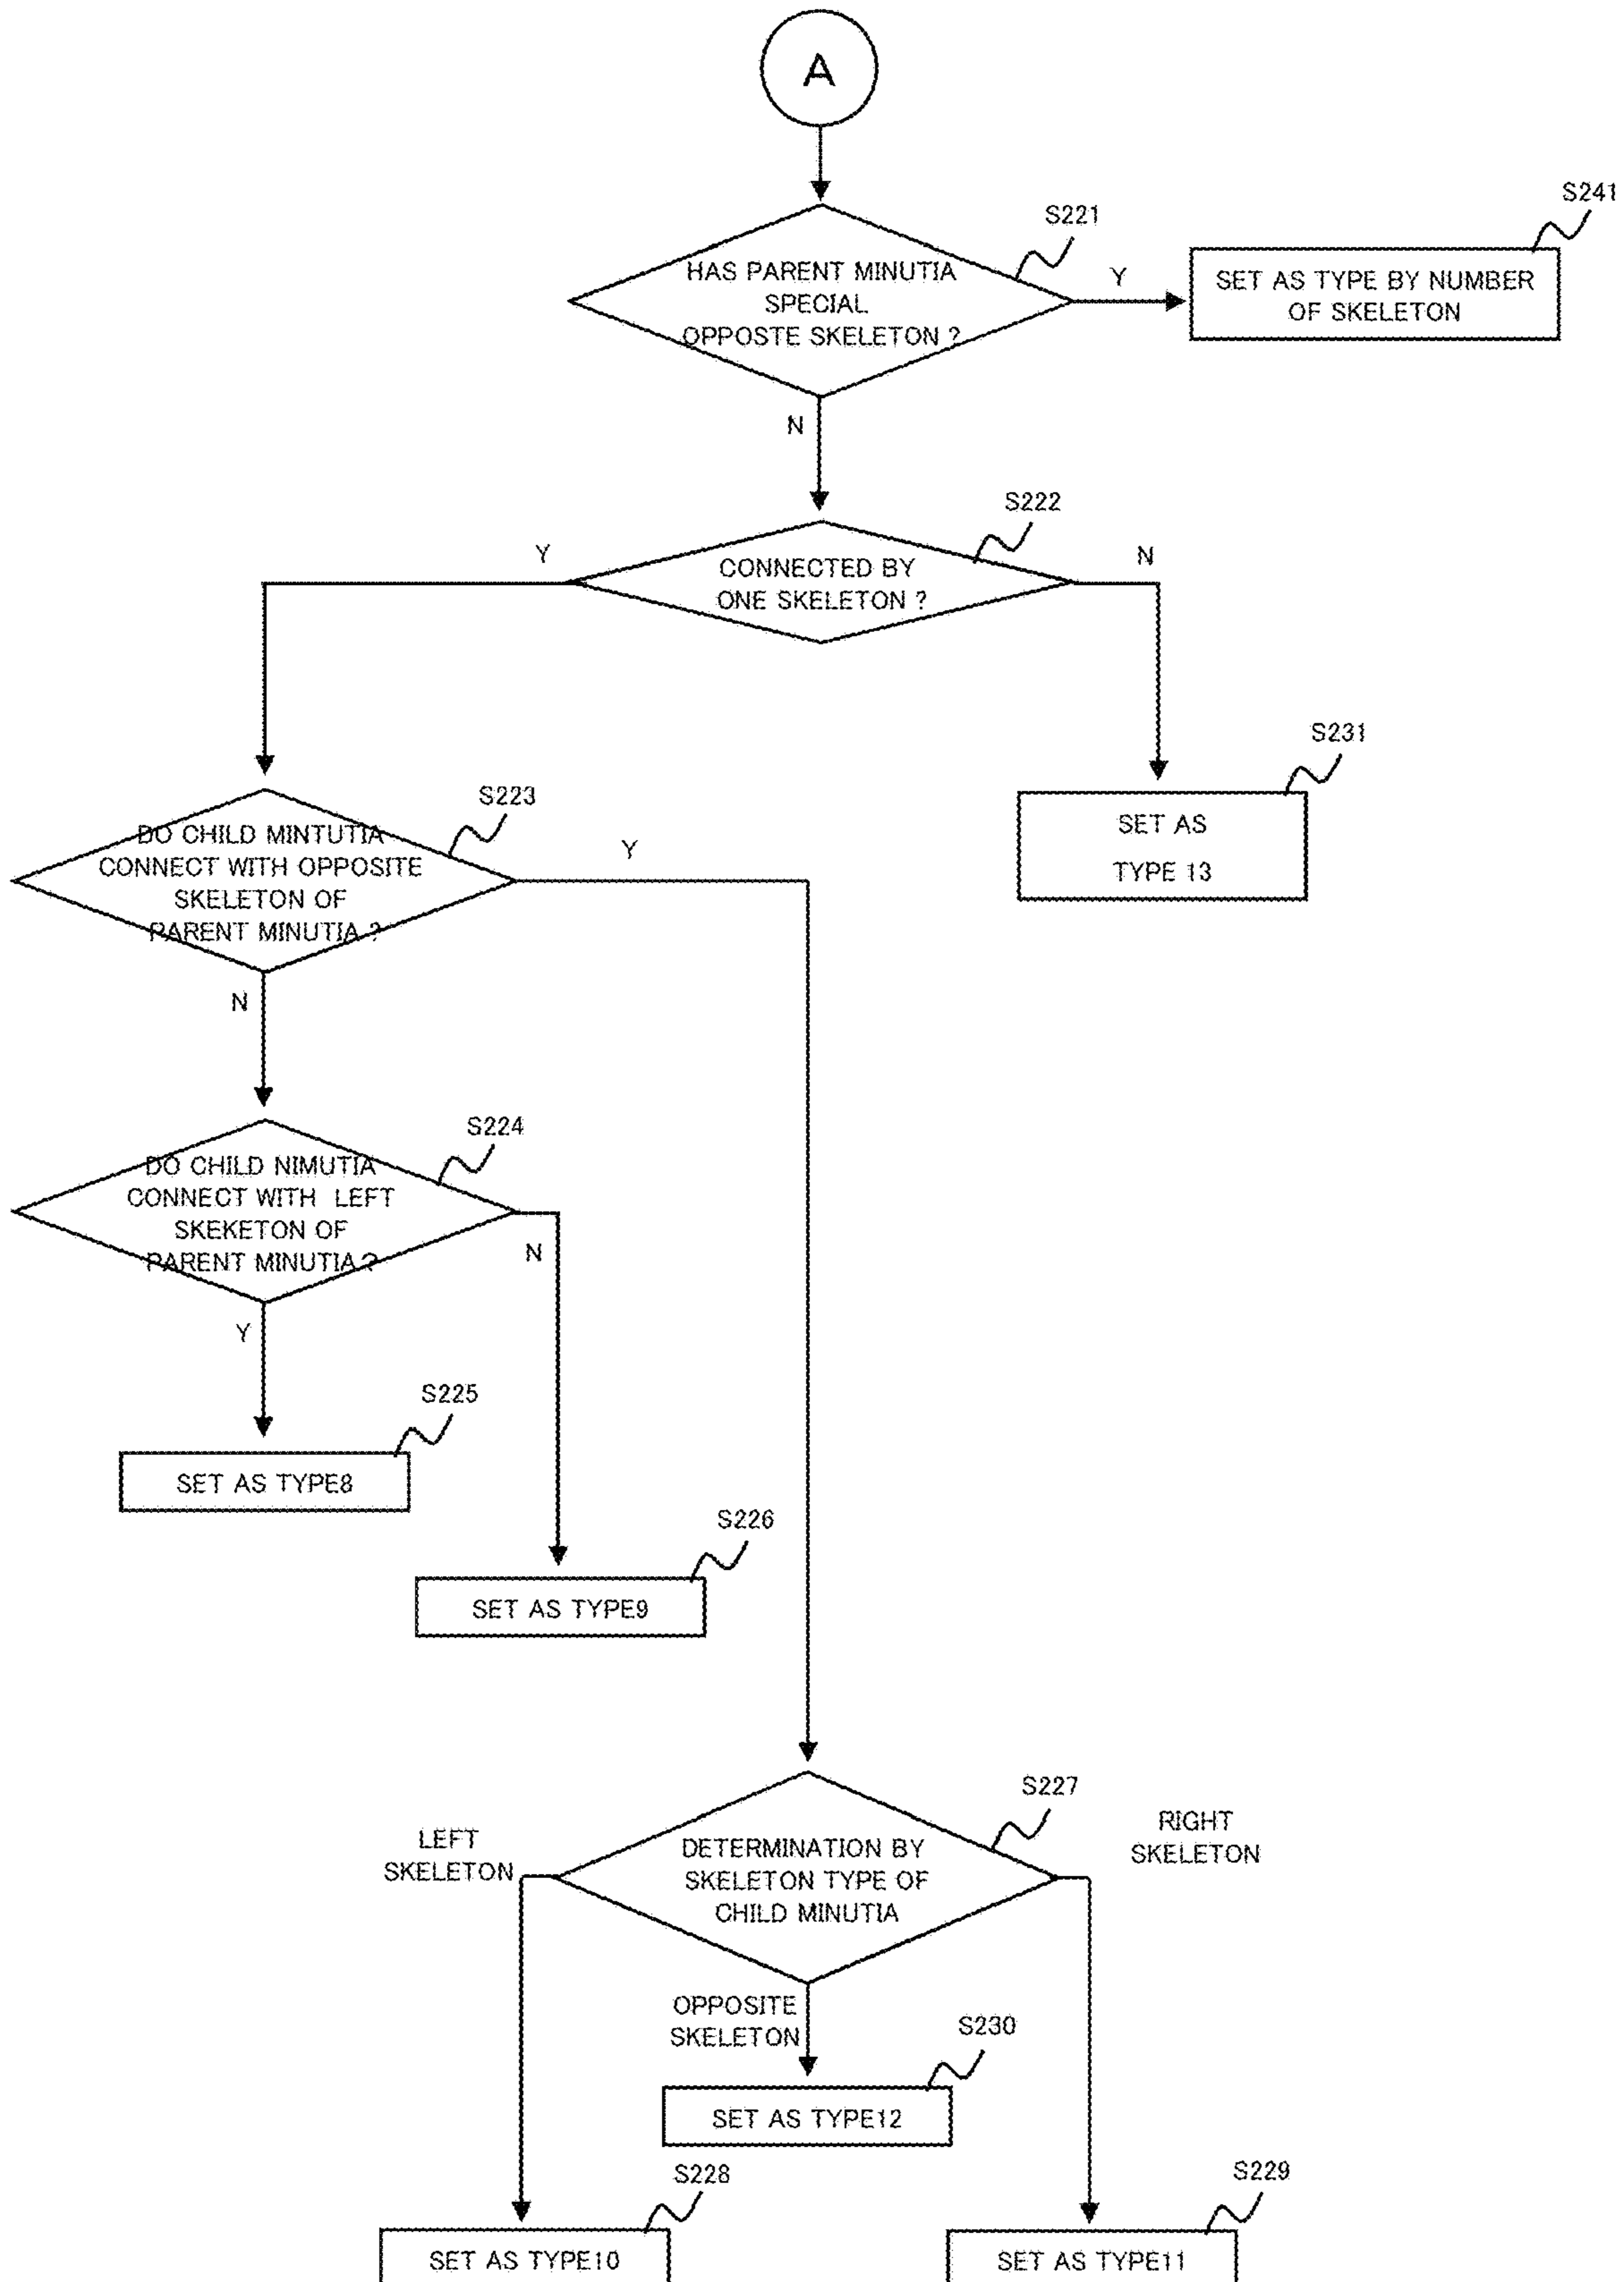 A
S221
S241
HAS PARENT MINUTIA
SPECIAL
OPPOSTE SKELETON ?
Y
SET AS TYPE BY NUMBER
OF SKELETON
N
S222
Y
CONNECTED BY
ONE SKELETON ?
N
S231
SET AS
TYPE 13
S223
DO CHILD MINTUTIA
CONNECT WITH OPPOSITE
SKELETON OF
PARENT MINUTIA ?
Y
N
S224
DO CHILD NIMUTIA
CONNECT WITH LEFT
SKEKETON OF
PARENT MINUTIA ?
N
Y
S225
SET AS TYPE8
S226
SET AS TYPE9
S227
LEFT
SKELETON
DETERMINATION BY
SKELETON TYPE OF
CHILD MINUTIA
RIGHT
SKELETON
OPPOSITE
SKELETON
S230
SET AS TYPE12
S228
SET AS TYPE10
S229
SET AS TYPE11